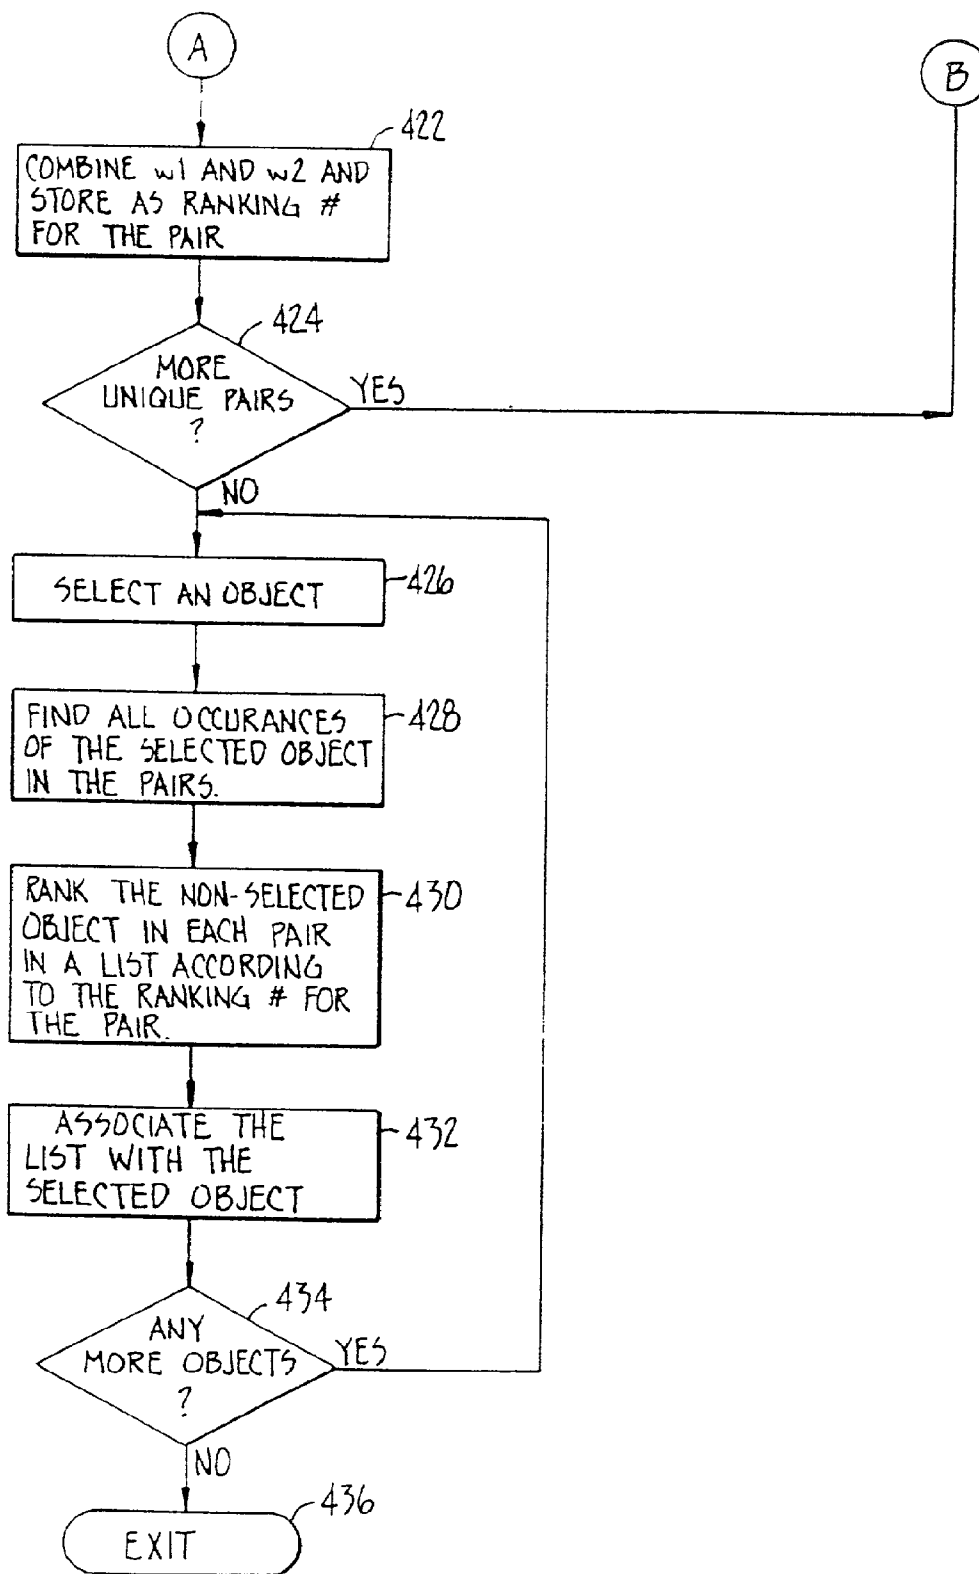 A
B
422
COMBINE w1 AND w2 AND
STORE AS RANKING #
FOR THE PAIR
424
MORE
UNIQUE PAIRS
?
YES
NO
SELECT AN OBJECT
426
FIND ALL OCCURANCES
OF THE SELECTED OBJECT
IN THE PAIRS.
428
RANK THE NON-SELECTED
OBJECT IN EACH PAIR
IN A LIST ACCORDING
TO THE RANKING # FOR
THE PAIR.
430
ASSOCIATE THE
LIST WITH THE
SELECTED OBJECT
432
434
ANY
MORE OBJECTS
?
YES
NO
436
EXIT